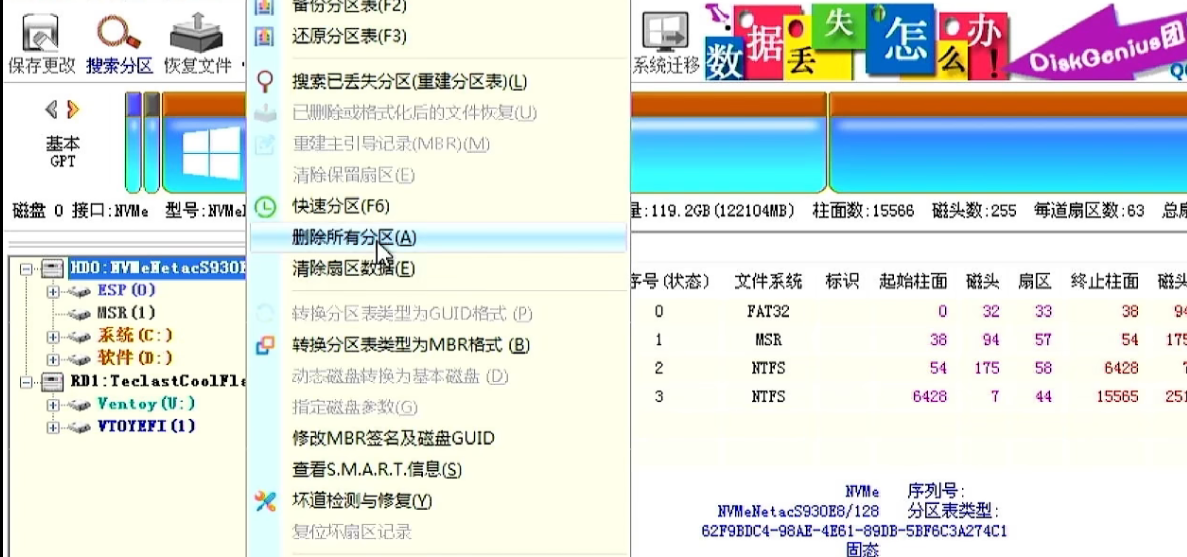 备份分区表(F2)
还原分区表(F3)
保存更改 搜索分区 恢复文件
搜索已丢失分区(重建分区表)(L)
已删除或格式化后的文件恢复(U)
重建主引导记录(MBR)(M)
清除保留扇区(E)
快速分区(F6)
删除所有分区(A)
清除扇区数据(E)
转换分区表类型为GUID格式 (P)
转换分区表类型为MBR格式 (B)
动态磁盘转换为基本磁盘 (D)
指定磁盘参数(G)
修改MBR签名及磁盘GUID
查看S.M.A.R.T.信息(S)
坏道检测与修复(Y)
复位坏扇区记录
系统迁移
数据丢失怎么办!
DiskGenius团
基本
GPT
磁盘 0 接口:NVMe 型号:NVMe
量:119.2GB(122104MB) 柱面数:15566 磁头数:255 每道扇区数:63 总扇
HD0:NVMeNetacS930E
ESP(0)
MSR(1)
系统(C:)
软件(D:)
RD1:TeclastCoolFla
Ventoy(U:)
VTOYEFI(1)
序号(状态) 文件系统 标识 起始柱面 磁头 扇区 终止柱面 磁头
0 FAT32 0 32 33 38 94
1 MSR 38 94 57 54 175
2 NTFS 54 175 58 6428 7
3 NTFS 6428 7 44 15565 251
NVMe 序列号:
NVMeNetacS930E8/128 分区表类型:
62F9BDC4-98AE-4E61-89DB-5BF6C3A274C1
固态